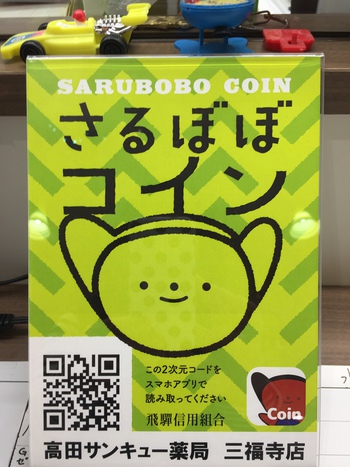 SARUBOBO COIN
さるぼぼ
コイン
この2次元コードを
スマホアプリで
読み取ってください
飛驒信用組合
Coin
高田サンキュー薬局 三福寺店